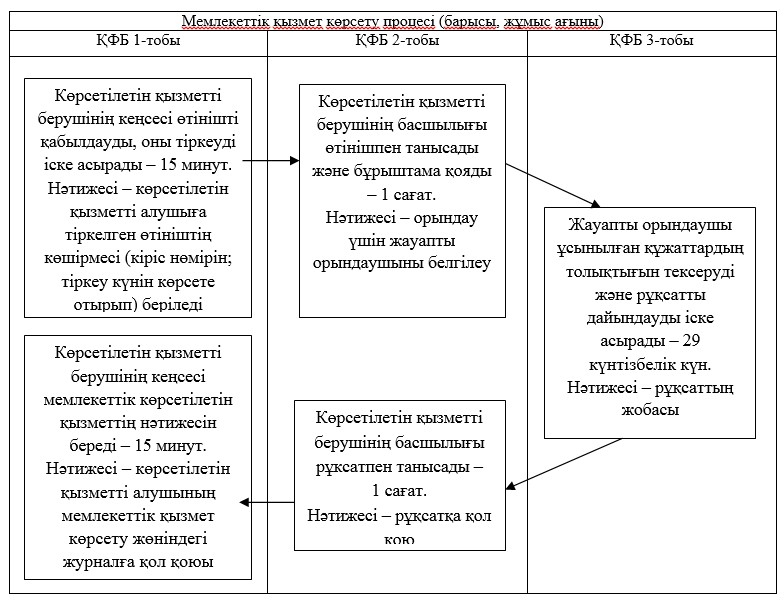 Мемлекеттік қызмет көрсету процесі (барысы, жұмыс ағыны)
ҚФБ 1-тобы
ҚФБ 2-тобы
ҚФБ 3-тобы
Көрсетілетін қызметті
берушінің кеңсесі өтінішті
қабылдауды, оны тіркеуді
іске асырады – 15 минут.
Нәтижесі – көрсетілетін
қызметті алушыға
тіркелген өтініштің
көшірмесі (кіріс нөмірін;
тіркеу күнін көрсете
отырып) беріледі
Көрсетілетін қызметті
берушінің басшылығы
өтінішпен танысады
және бұрыштама қояды
– 1 сағат.
Нәтижесі – орындау
үшін жауапты
орындаушыны белгілеу
Жауапты орындаушы
ұсынылған құжаттардың
толықтығын тексеруді
және рұқсатты
дайындауды іске
асырады – 29
күнтізбелік күн.
Нәтижесі – рұқсаттың
жобасы
Көрсетілетін қызметті
берушінің басшылығы
рұқсатпен танысады –
1 сағат.
Нәтижесі – рұқсатқа қол
қою
Көрсетілетін қызметті
берушінің кеңсесі
мемлекеттік көрсетілетін
қызметтің нәтижесін
береді – 15 минут.
Нәтижесі – көрсетілетін
қызметті алушының
мемлекеттік қызмет
көрсету жөніндегі
журналға қол қоюы